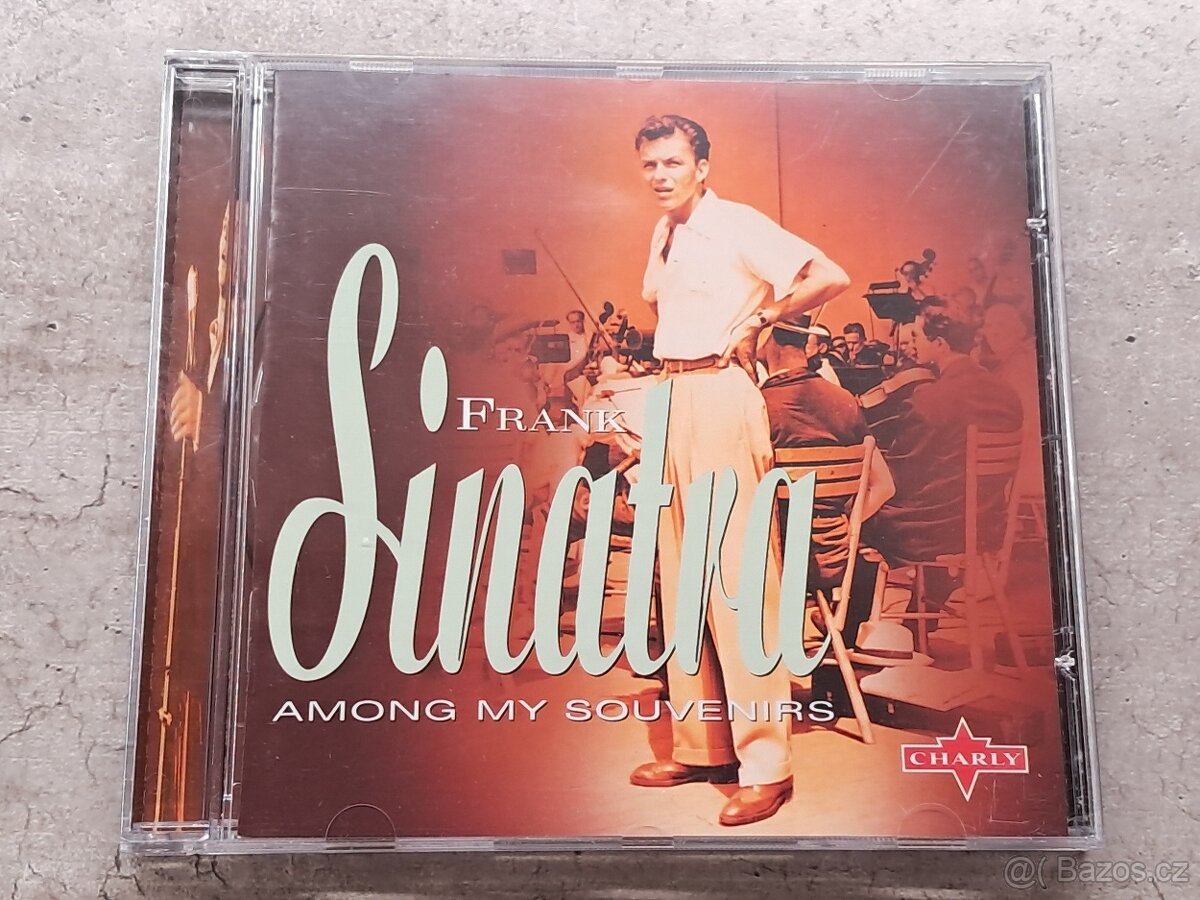 FRANK
Sinatra
AMONG MY SOUVENIRS
CHARLY
@( Bazos.cz